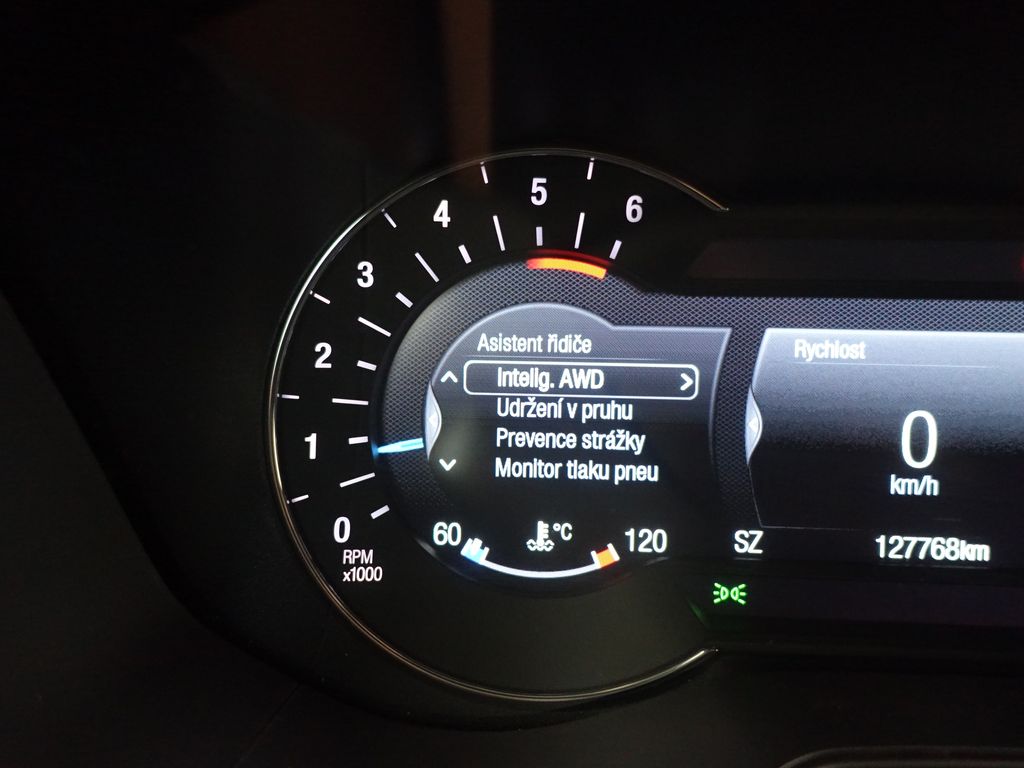 6
5
4
3
2
1
0
RPM
x1000
Asistent řidiče
Intelig. AWD
Udržení v pruhu
Prevence strážky
Monitor tlaku pneu
60 °C 120
Rychlost
0
km/h
SZ 127768km